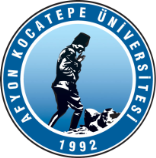 AFYON KOCATEPE ÜNİVERSİTESİ
1992